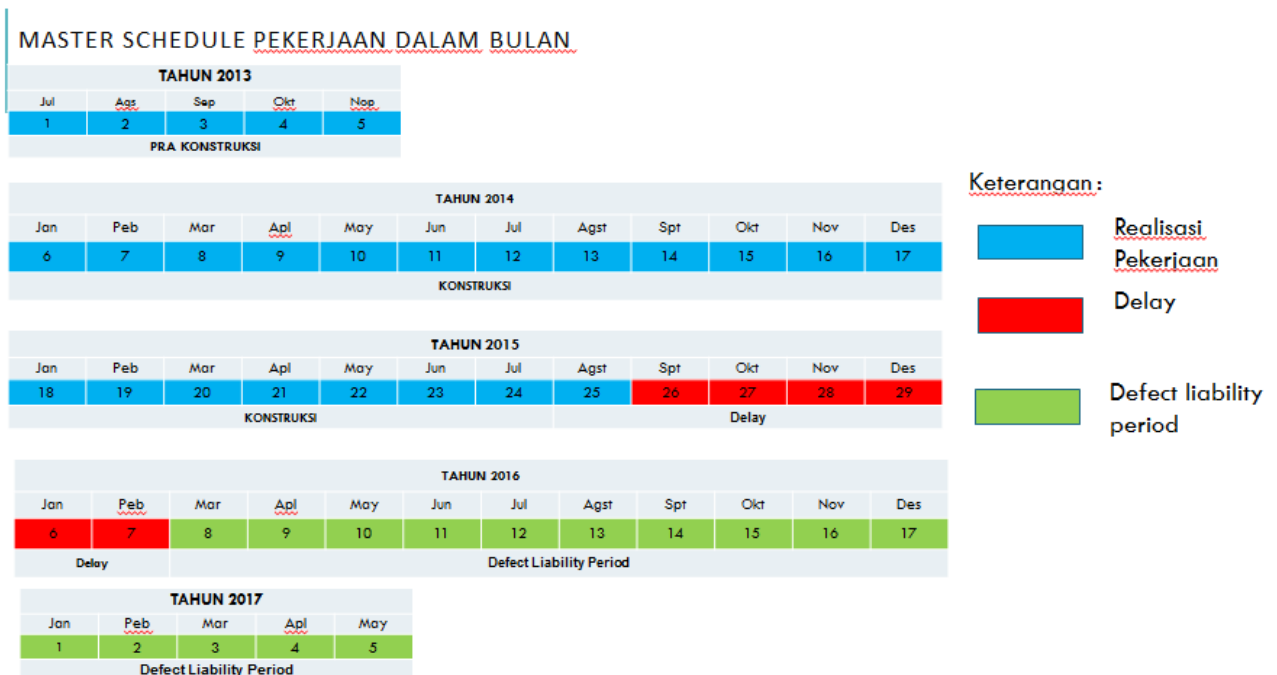 MASTER SCHEDULE PEKERJAAN DALAM BULAN
TAHUN 2013
Jul Ags Sep Okt Nop
1 2 3 4 5
PRA KONSTRUKSI
TAHUN 2014
Jan Peb Mar Apl May Jun Jul Agst Spt Okt Nov Des
6 7 8 9 10 11 12 13 14 15 16 17
KONSTRUKSI
TAHUN 2015
Jan Peb Mar Apl May Jun Jul Agst Spt Okt Nov Des
18 19 20 21 22 23 24 25 26 27 28 29
KONSTRUKSI Delay
TAHUN 2016
Jan Peb Mar Apl May Jun Jul Agst Spt Okt Nov Des
6 7 8 9 10 11 12 13 14 15 16 17
Delay Defect Liability Period
TAHUN 2017
Jan Peb Mar Apl May
1 2 3 4 5
Defect Liability Period
Keterangan :
Realisasi
Pekerjaan
Delay
Defect liability
period